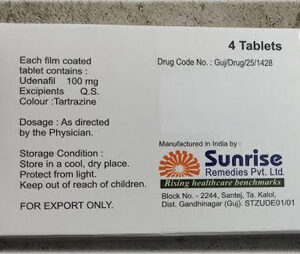 4 Tablets
Each film coated
tablet contains :
Udenafil 100 mg
Excipients Q.S.
Colour :Tartrazine
Drug Code No. : Guj/Drug/25/1428
Dosage : As directed
by the Physician.
Storage Condition :
Store in a cool, dry place.
Protect from light.
Keep out of reach of children.
FOR EXPORT ONLY.
Manufactured in India by :
Sunrise
Remedies Pvt. Ltd.
Rising healthcare benchmarks
Block No. - 2244, Santej, Ta. Kalol,
Dist. Gandhinagar (Guj). STZUDE01/01